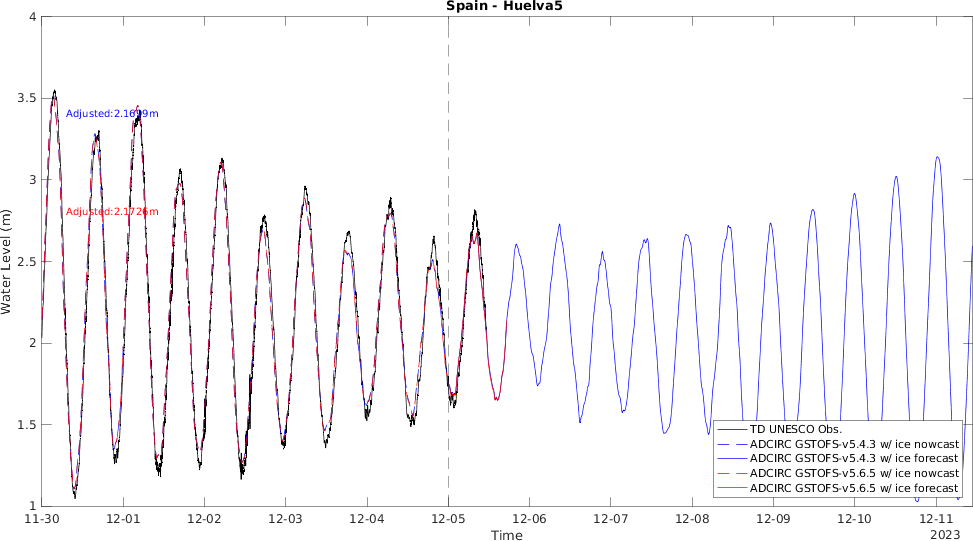 Spain - Huelva5
4
3.5
3
2.5
2
1.5
1
Water Level (m)
Adjusted:2.1699m
Adjusted:2.1726m
TD UNESCO Obs.
ADCIRC GSTOFS-v5.4.3 w/ ice nowcast
ADCIRC GSTOFS-v5.4.3 w/ ice forecast
ADCIRC GSTOFS-v5.6.5 w/ ice nowcast
ADCIRC GSTOFS-v5.6.5 w/ ice forecast
11-30 12-01 12-02 12-03 12-04 12-05 12-06 12-07 12-08 12-09 12-10 12-11
Time
2023